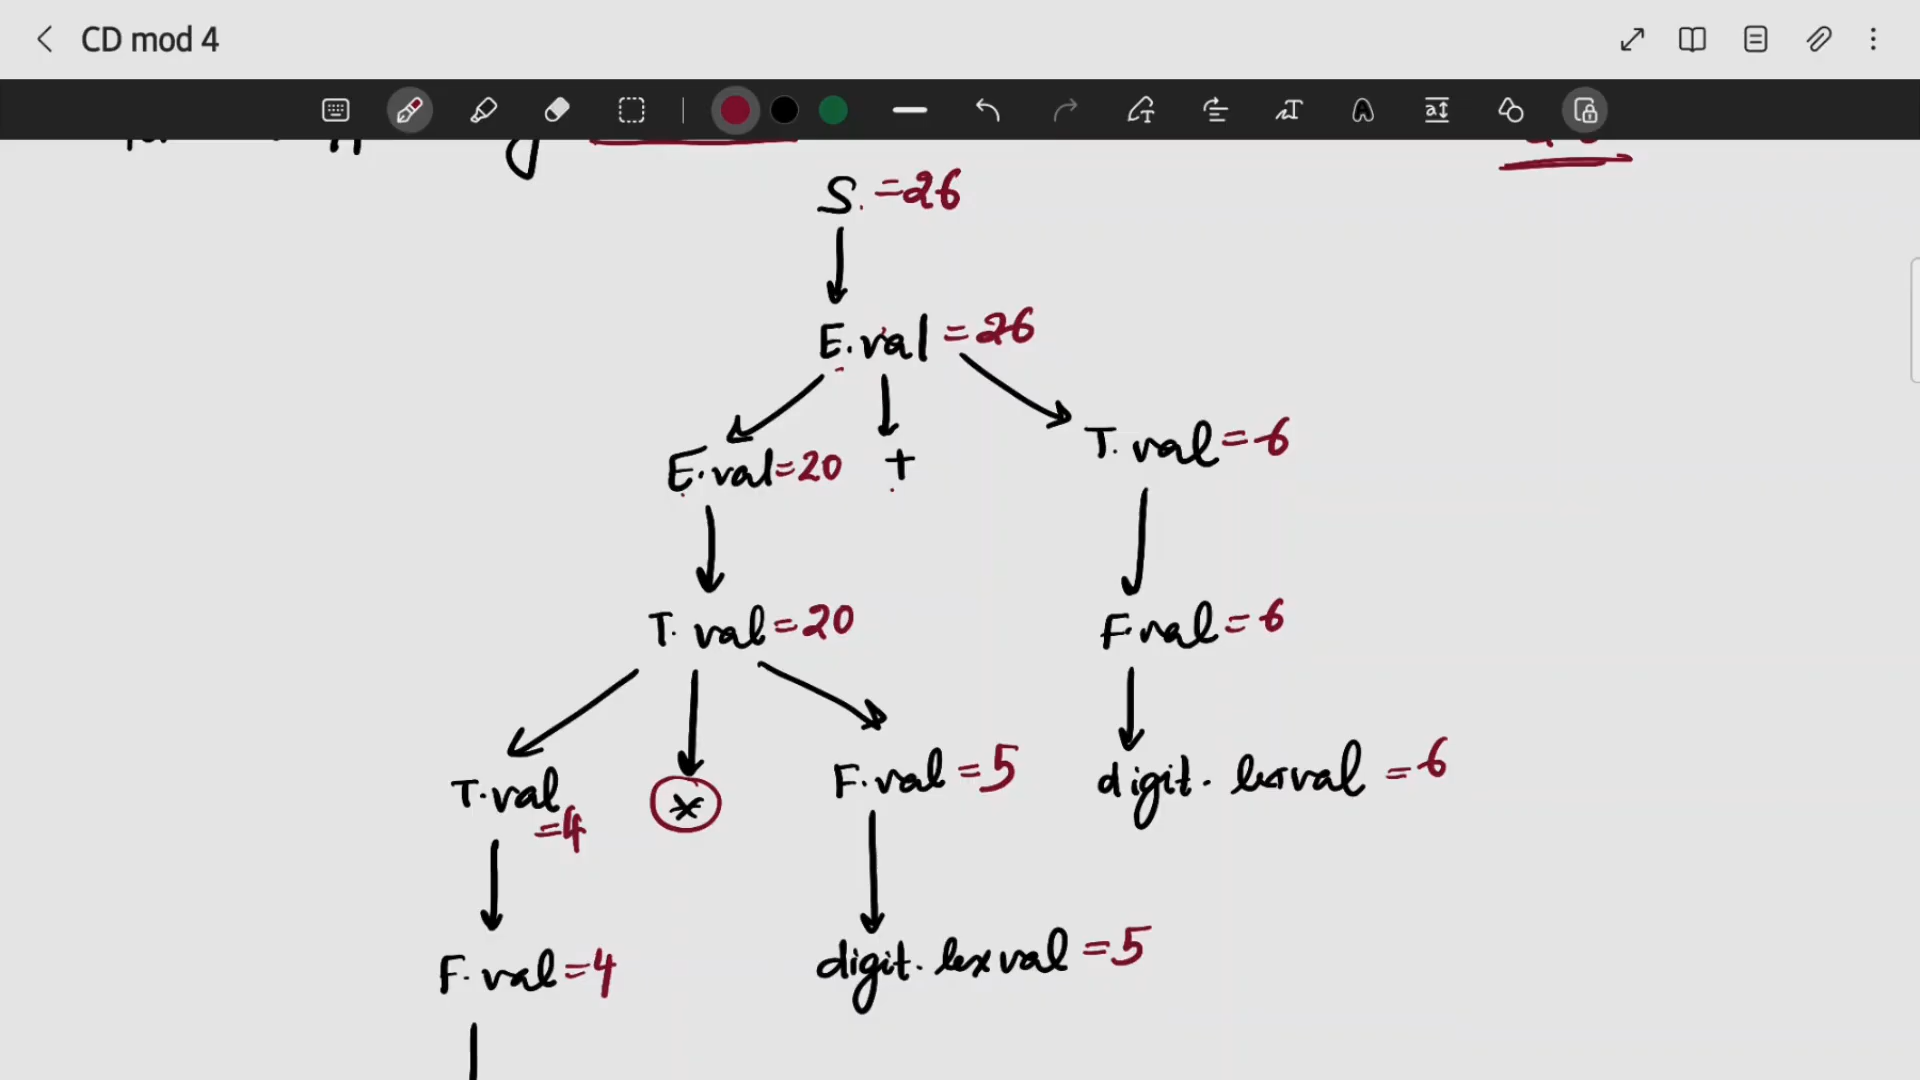 CD mod 4
S. =26
E.val =26
E.val=20 + T.val=6
T.val=20 F.val=6
T.val =4 * F.val=5 digit.lexval =6
F.val=4 digit.lexval =5